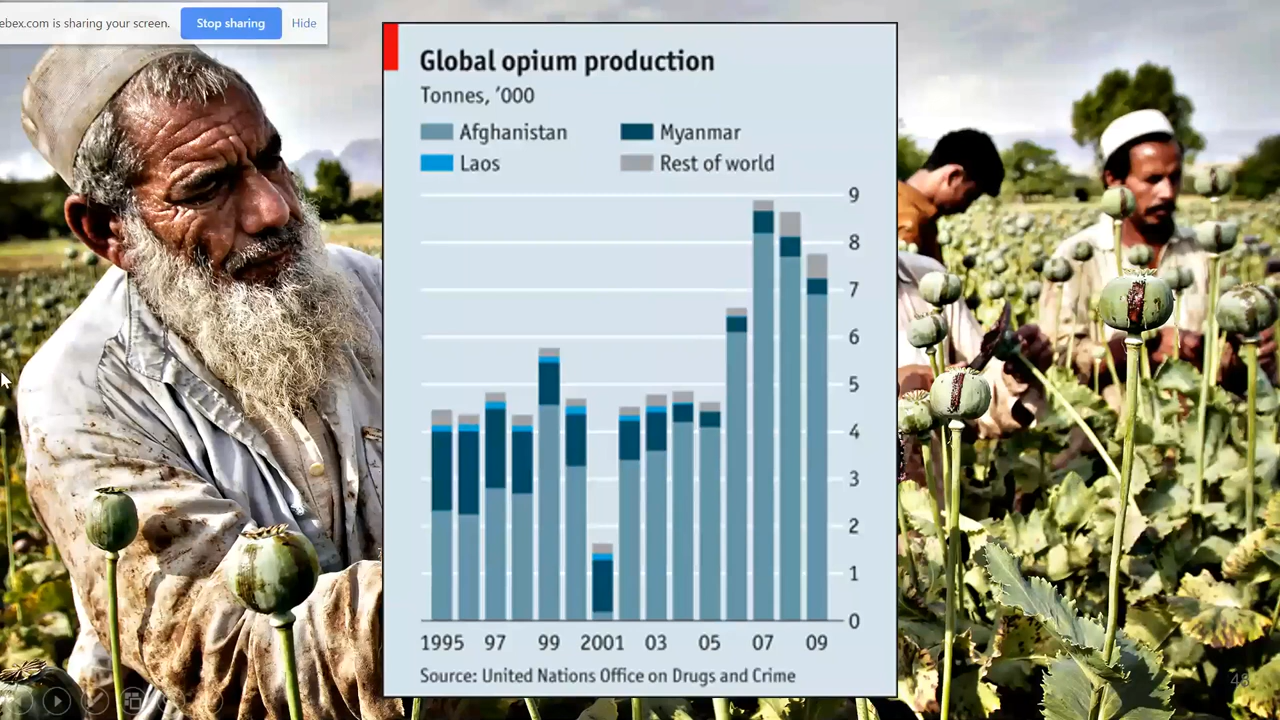 ebex.com is sharing your screen. Stop sharing Hide
Global opium production
Tonnes, ’000
Afghanistan Myanmar
Laos Rest of world
9
8
7
6
5
4
3
2
1
0
1995 97 99 2001 03 05 07 09
Source: United Nations Office on Drugs and Crime